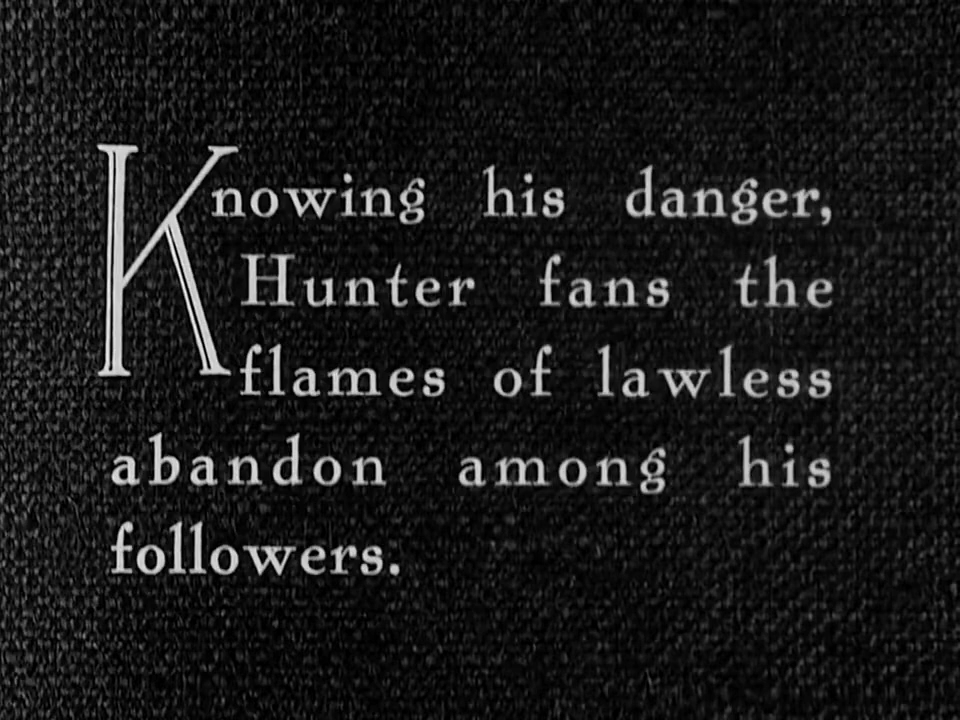 Knowing his danger,
Hunter fans the
flames of lawless
abandon among his
followers.